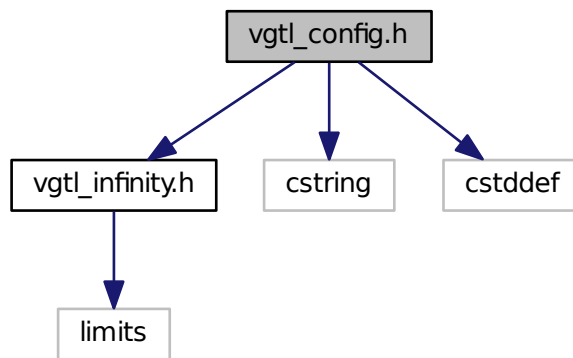 vgtl_config.h
vgtl_infinity.h
cstring
cstddef
limits